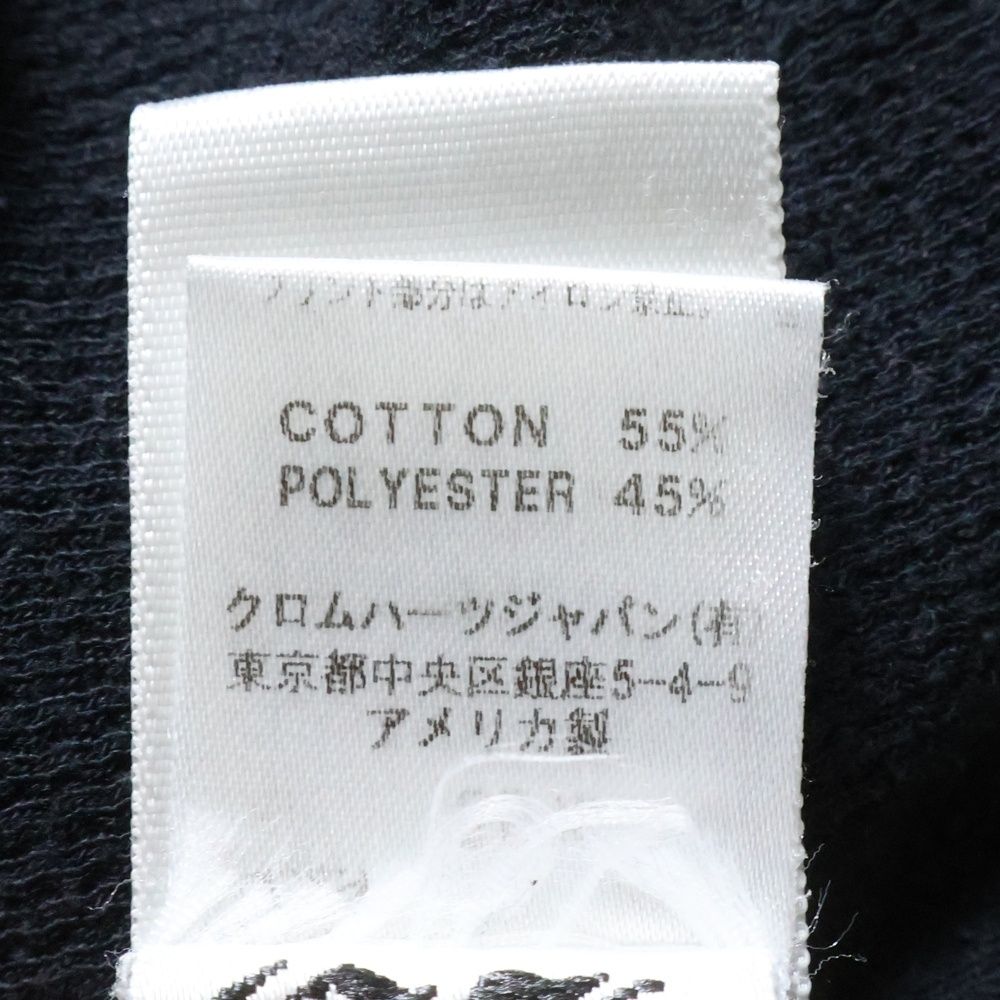 プリント部分はアイロン禁止。
COTTON 55%
POLYESTER 45%
クロムハーツジャパン(有
東京都中央区銀座5-4-9
アメリカ製